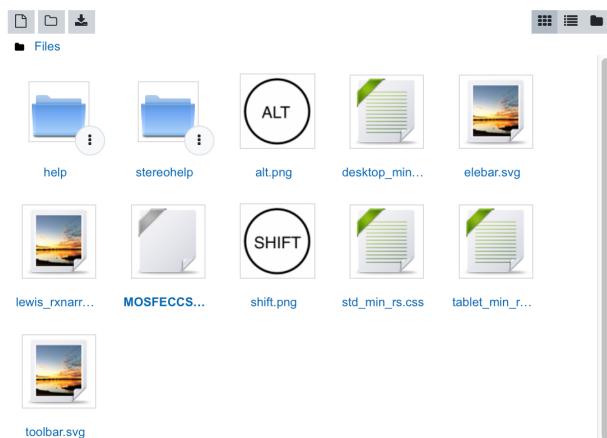 Files
ALT
help
stereohelp
alt.png
desktop_min...
elebar.svg
SHIFT
lewis_rxnarr...
MOSFECCS...
shift.png
std_min_rs.css
tablet_min_r...
toolbar.svg